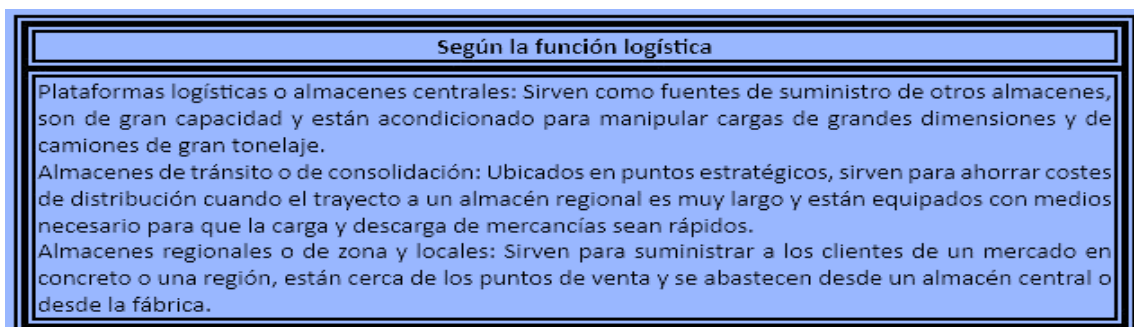 Según la función logística
Plataformas logísticas o almacenes centrales: Sirven como fuentes de suministro de otros almacenes,
son de gran capacidad y están acondicionado para manipular cargas de grandes dimensiones y de
camiones de gran tonelaje.
Almacenes de tránsito o de consolidación: Ubicados en puntos estratégicos, sirven para ahorrar costes
de distribución cuando el trayecto a un almacén regional es muy largo y están equipados con medios
necesario para que la carga y descarga de mercancías sean rápidos.
Almacenes regionales o de zona y locales: Sirven para suministrar a los clientes de un mercado en
concreto o una región, están cerca de los puntos de venta y se abastecen desde un almacén central o
desde la fábrica.